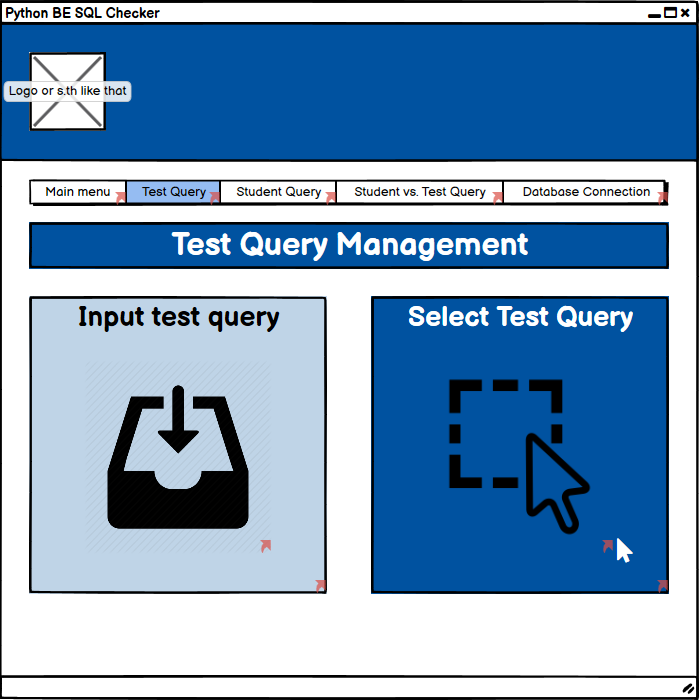 Python BE SQL Checker
Logo or s.th like that
Main menu
Test Query
Student Query
Student vs. Test Query
Database Connection
Test Query Management
Input test query
Select Test Query